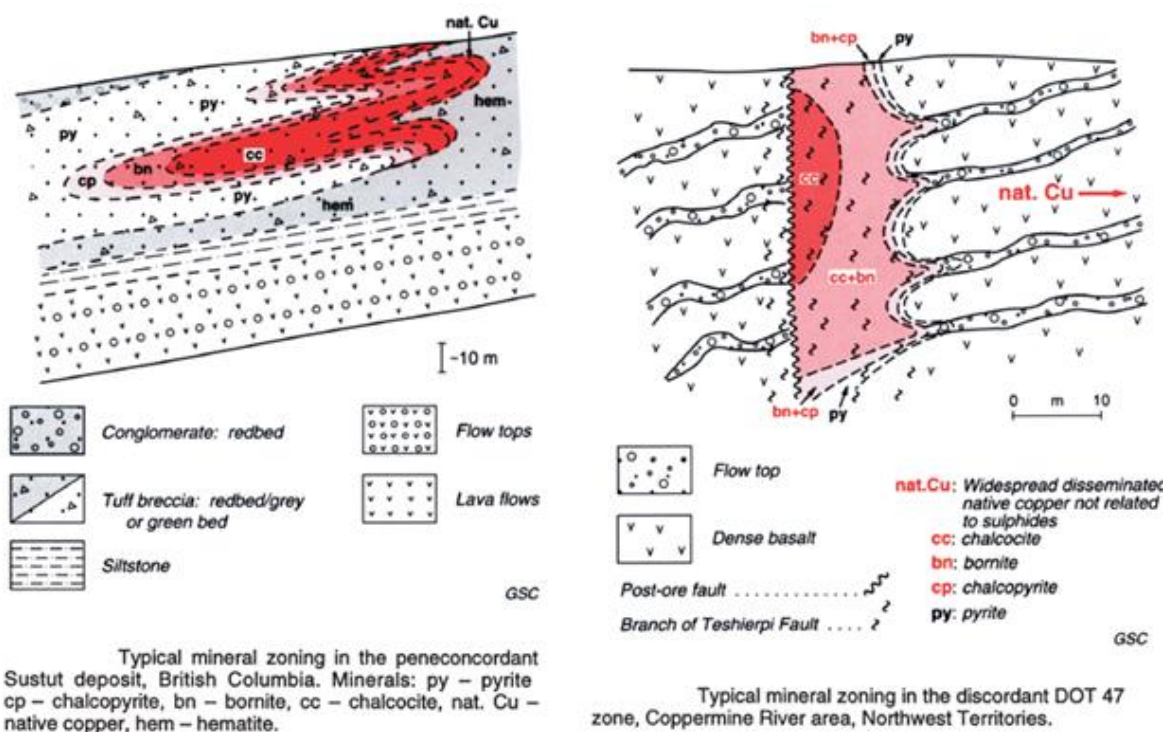 nat. Cu
py
hem
py
cc
bn
cp
py
hem
~10 m
Conglomerate: redbed
Flow tops
Tuff breccia: redbed/grey
or green bed
Lava flows
Siltstone
GSC
Typical mineral zoning in the peneconcordant
Sustut deposit, British Columbia. Minerals: py – pyrite
cp – chalcopyrite, bn – bornite, cc – chalcocite, nat. Cu –
native copper, hem – hematite.
bn+cp
py
cc
nat. Cu
cc+bn
bn+cp
py
0 m 10
Flow top
Dense basalt
Post-ore fault
Branch of Teshierpi Fault
nat.Cu: Widespread disseminated
native copper not related
to sulphides
cc: chalcocite
bn: bornite
cp: chalcopyrite
py: pyrite
GSC
Typical mineral zoning in the discordant DOT 47
zone, Coppermine River area, Northwest Territories.